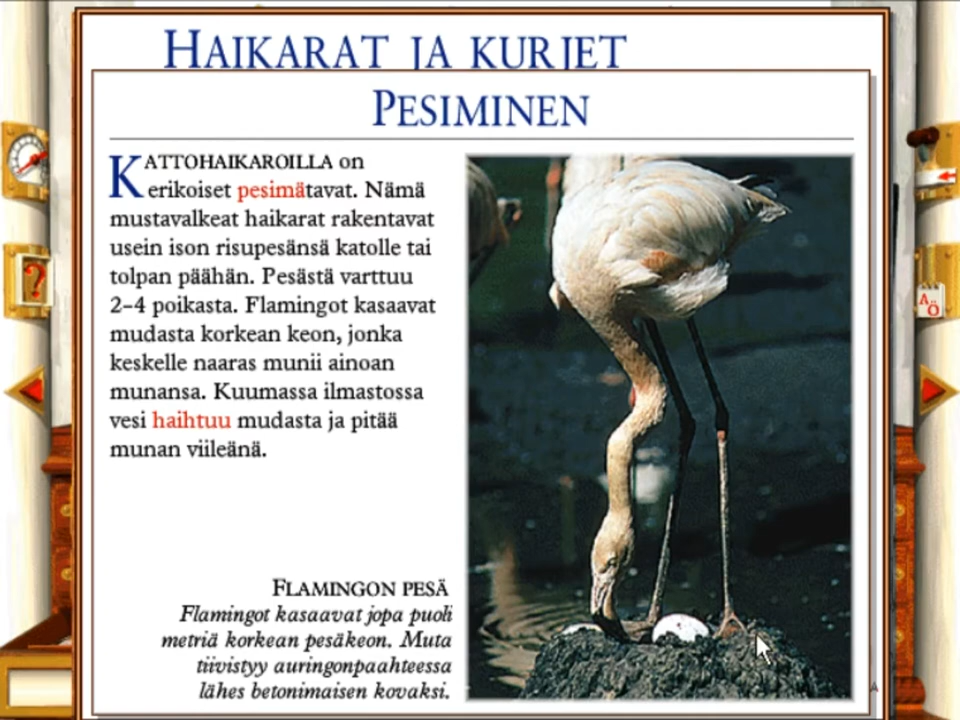 HAIKARAT JA KURJET
PESIMINEN
KATTOHAIKAROILLA on
erikoiset pesimätavat. Nämä
mustavalkeat haikarat rakentavat
usein ison risupesänsä katolle tai
tolpan päähän. Pesästä varttuu
2–4 poikasta. Flamingot kasaavat
mudasta korkean keon, jonka
keskelle naaras munii ainoan
munansa. Kuumassa ilmastossa
vesi haihtuu mudasta ja pitää
munan viileänä.
FLAMINGON PESÄ
Flamingot kasaavat jopa puoli
metriä korkean pesäkeon. Muta
tiivistyy auringonpaahteessa
lähes betonimaisen kovaksi.
?
A
Ö